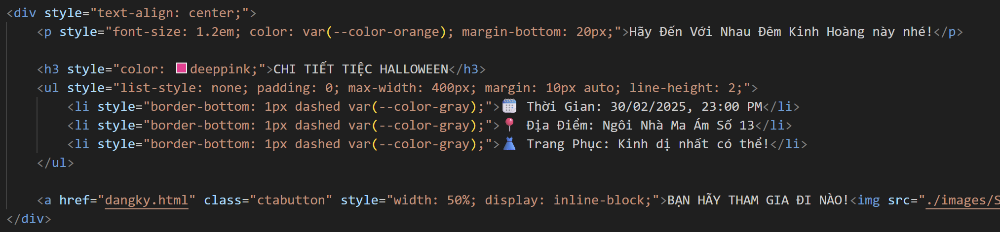 <div style="text-align: center;">
<p style="font-size: 1.2em; color: var(--color-orange); margin-bottom: 20px;">Hãy Đến Với Nhau Đêm Kinh Hoàng này nhé!</p>
<h3 style="color: deeppink;">CHI TIẾT TIỆC HALLOWEEN</h3>
<ul style="list-style: none; padding: 0; max-width: 400px; margin: 10px auto; line-height: 2;">
<li style="border-bottom: 1px dashed var(--color-gray);">🗓️ Thời Gian: 30/02/2025, 23:00 PM</li>
<li style="border-bottom: 1px dashed var(--color-gray);">📍 Địa Điểm: Ngôi Nhà Ma Ám Số 13</li>
<li style="border-bottom: 1px dashed var(--color-gray);">👗 Trang Phục: Kinh dị nhất có thể!</li>
</ul>
<a href="dangky.html" class="ctabutton" style="width: 50%; display: inline-block;">BẠN HÃY THAM GIA ĐI NÀO!<img src="./images/S
</div>